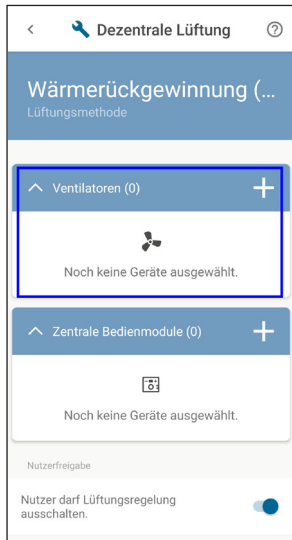 Dezentrale Lüftung
Wärmerückgewinnung (...
Lüftungsmethode
Ventilatoren (0)
Noch keine Geräte ausgewählt.
Zentrale Bedienmodule (0)
Noch keine Geräte ausgewählt.
Nutzerfreigabe
Nutzer darf Lüftungsregelung
ausschalten.